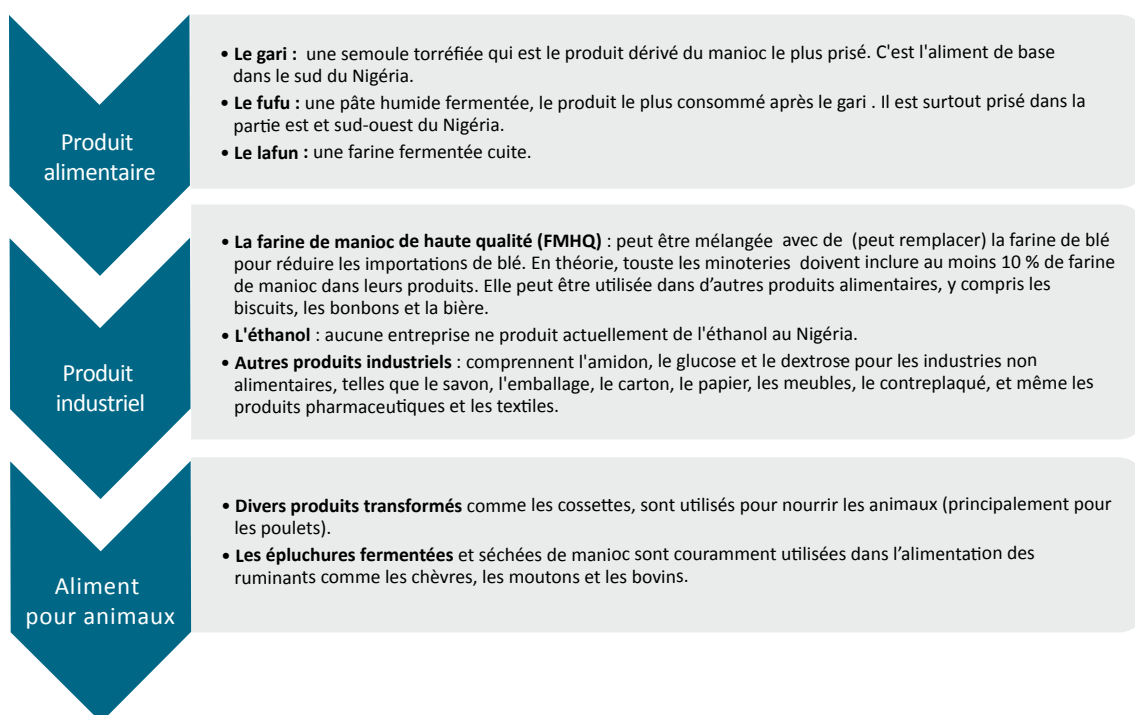 Produit
alimentaire
• Le gari : une semoule torréfiée qui est le produit dérivé du manioc le plus prisé. C'est l'aliment de base
dans le sud du Nigéria.
• Le fufu : une pâte humide fermentée, le produit le plus consommé après le gari . Il est surtout prisé dans la
partie est et sud-ouest du Nigéria.
• Le lafun : une farine fermentée cuite.
Produit
industriel
• La farine de manioc de haute qualité (FMHQ) : peut être mélangée avec de (peut remplacer) la farine de blé
pour réduire les importations de blé. En théorie, touste les minoteries doivent inclure au moins 10 % de farine
de manioc dans leurs produits. Elle peut être utilisée dans d’autres produits alimentaires, y compris les
biscuits, les bonbons et la bière.
• L'éthanol : aucune entreprise ne produit actuellement de l'éthanol au Nigéria.
• Autres produits industriels : comprennent l'amidon, le glucose et le dextrose pour les industries non
alimentaires, telles que le savon, l'emballage, le carton, le papier, les meubles, le contreplaqué, et même les
produits pharmaceutiques et les textiles.
Aliment
pour animaux
• Divers produits transformés comme les cossettes, sont utilisés pour nourrir les animaux (principalement pour
les poulets).
• Les épluchures fermentées et séchées de manioc sont couramment utilisées dans l’alimentation des
ruminants comme les chèvres, les moutons et les bovins.